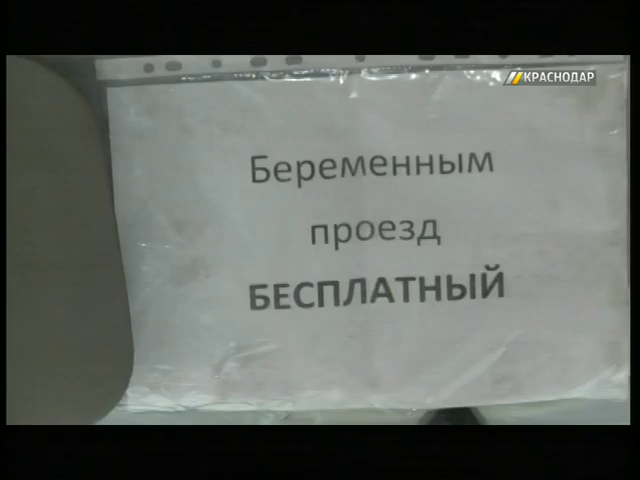 КРАСНОДАР
Беременным
проезд
БЕСПЛАТНЫЙ